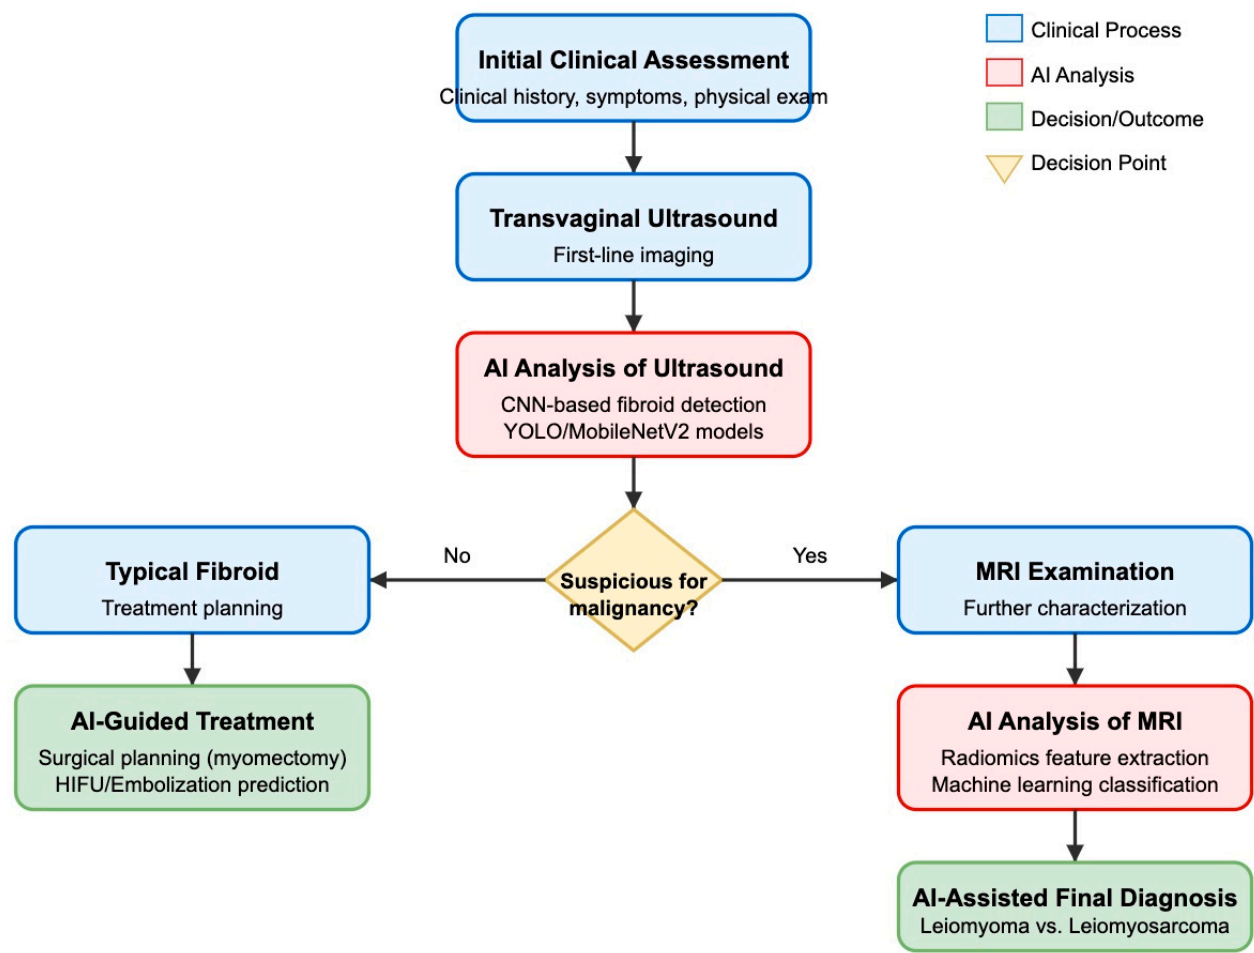 Initial Clinical Assessment
Clinical history, symptoms, physical exam
Clinical Process
AI Analysis
Decision/Outcome
Decision Point
Transvaginal Ultrasound
First-line imaging
AI Analysis of Ultrasound
CNN-based fibroid detection
YOLO/MobileNetV2 models
No
Yes
Typical Fibroid
Treatment planning
Suspicious for
malignancy?
MRI Examination
Further characterization
AI-Guided Treatment
Surgical planning (myomectomy)
HIFU/Embolization prediction
AI Analysis of MRI
Radiomics feature extraction
Machine learning classification
AI-Assisted Final Diagnosis
Leiomyoma vs. Leiomyosarcoma